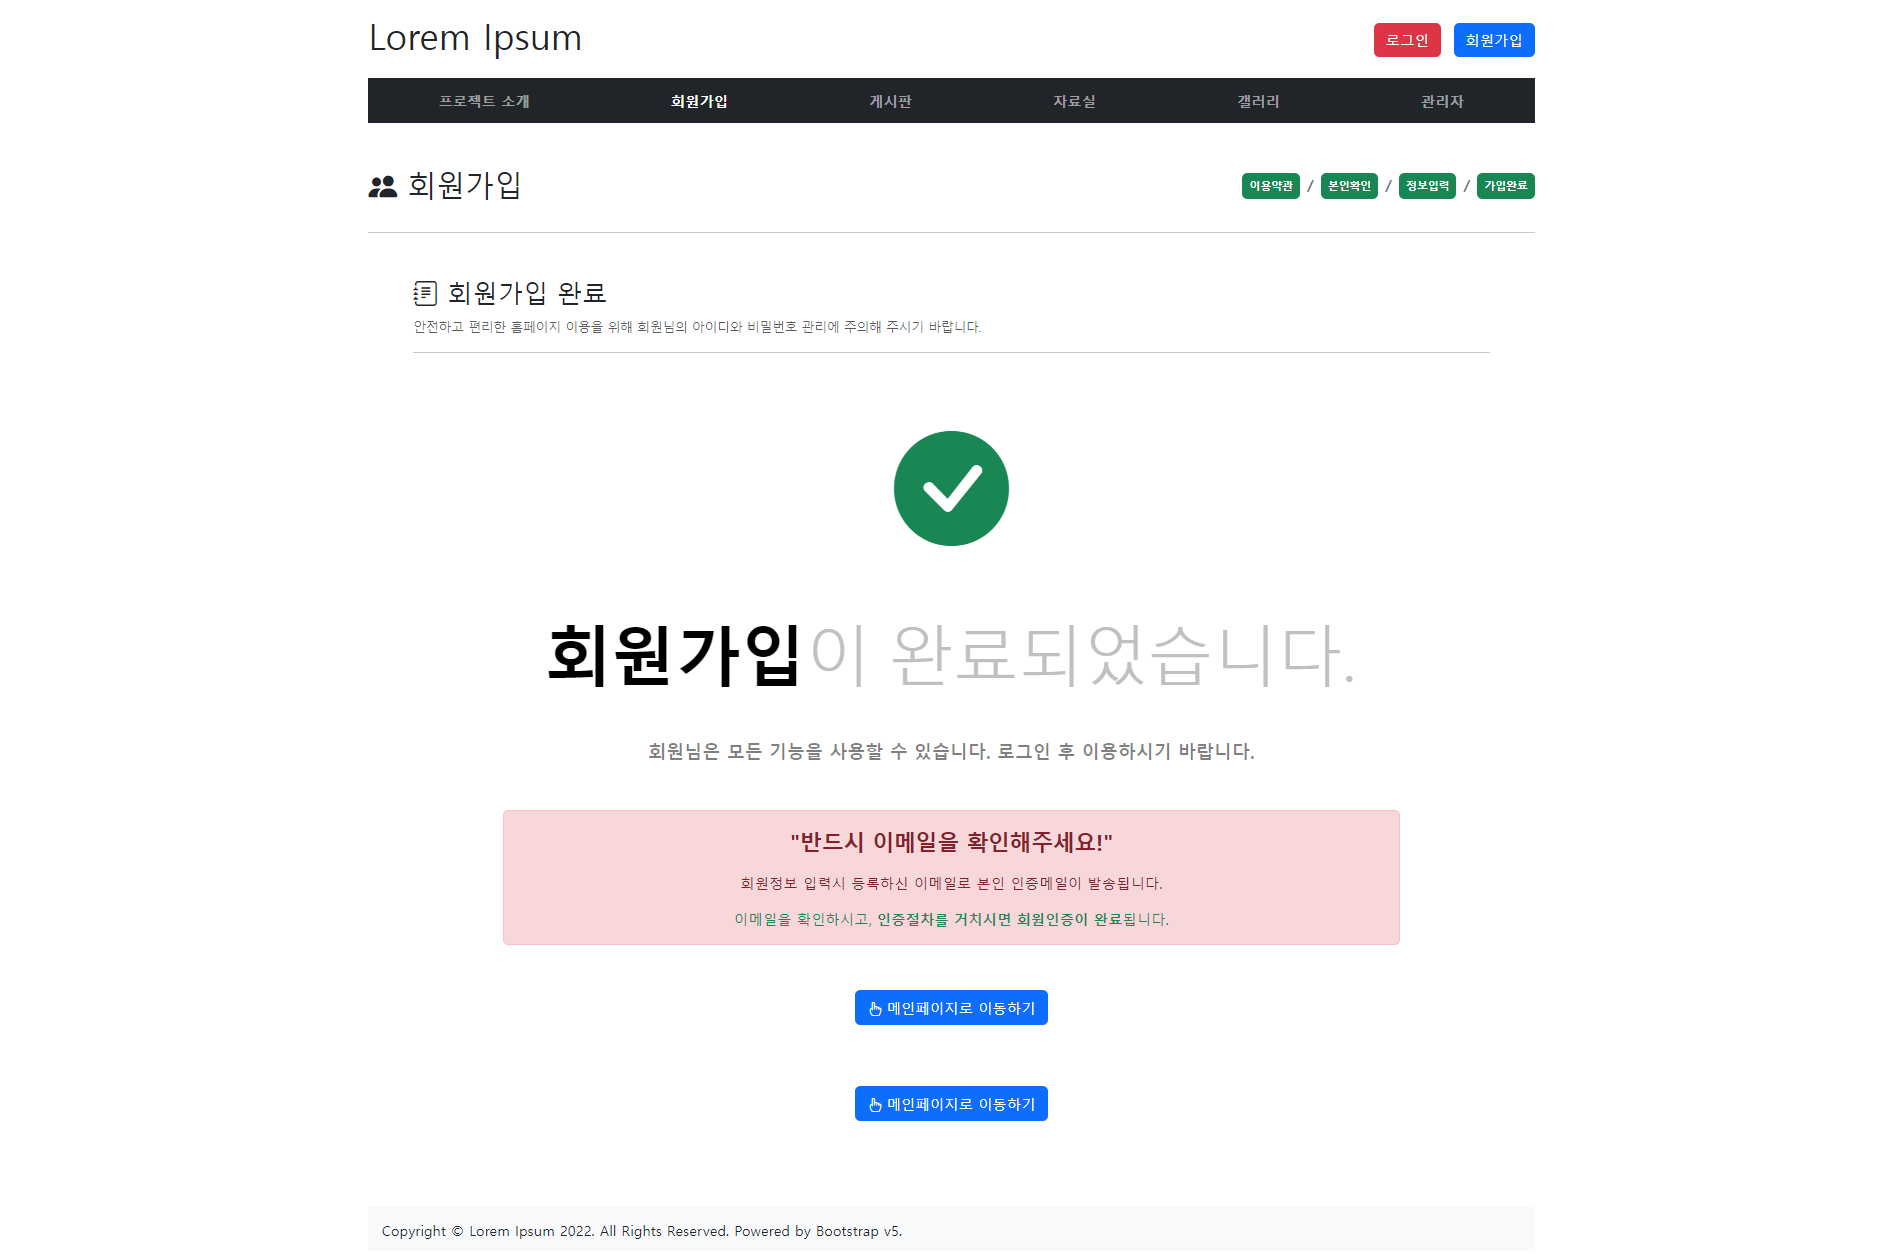 Lorem Ipsum
로그인 회원가입
프로젝트 소개 회원가입 게시판 자료실 갤러리 관리자
회원가입
이용약관 / 본인확인 / 정보입력 / 가입완료
회원가입 완료
안전하고 편리한 홈페이지 이용을 위해 회원님의 아이디와 비밀번호 관리에 주의해 주시기 바랍니다.
회원가입이 완료되었습니다.
회원님은 모든 기능을 사용할 수 있습니다. 로그인 후 이용하시기 바랍니다.
"반드시 이메일을 확인해주세요!"
회원정보 입력시 등록하신 이메일로 본인 인증메일이 발송됩니다.
이메일을 확인하시고, 인증절차를 거치시면 회원인증이 완료됩니다.
메인페이지로 이동하기
메인페이지로 이동하기
Copyright © Lorem Ipsum 2022. All Rights Reserved. Powered by Bootstrap v5.